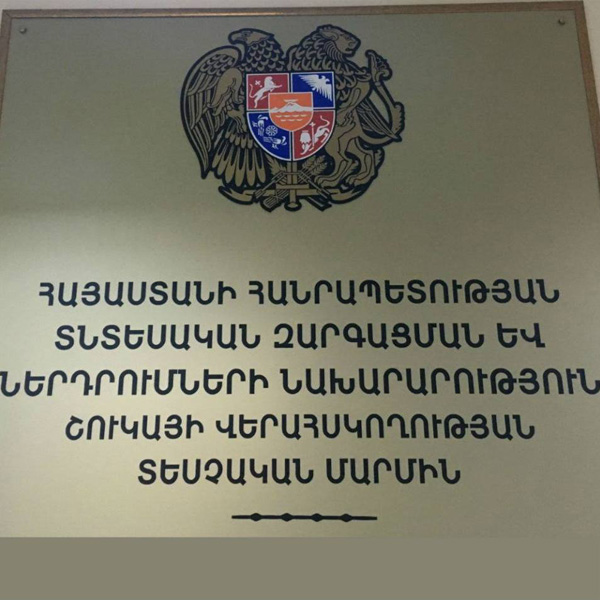 ՀԱՅԱՍՏԱՆԻ ՀԱՆՐԱՊԵՏՈՒԹՅԱՆ
ՏՆՏԵՍԱԿԱՆ ԶԱՐԳԱՑՄԱՆ ԵՎ
ՆԵՐԴՐՈՒՄՆԵՐԻ ՆԱԽԱՐԱՐՈՒԹՅՈՒՆ
ՇՈՒԿԱՅԻ ՎԵՐԱՀՍԿՈՂՈՒԹՅԱՆ
ՏԵՍՉԱԿԱՆ ՄԱՐՄԻՆ